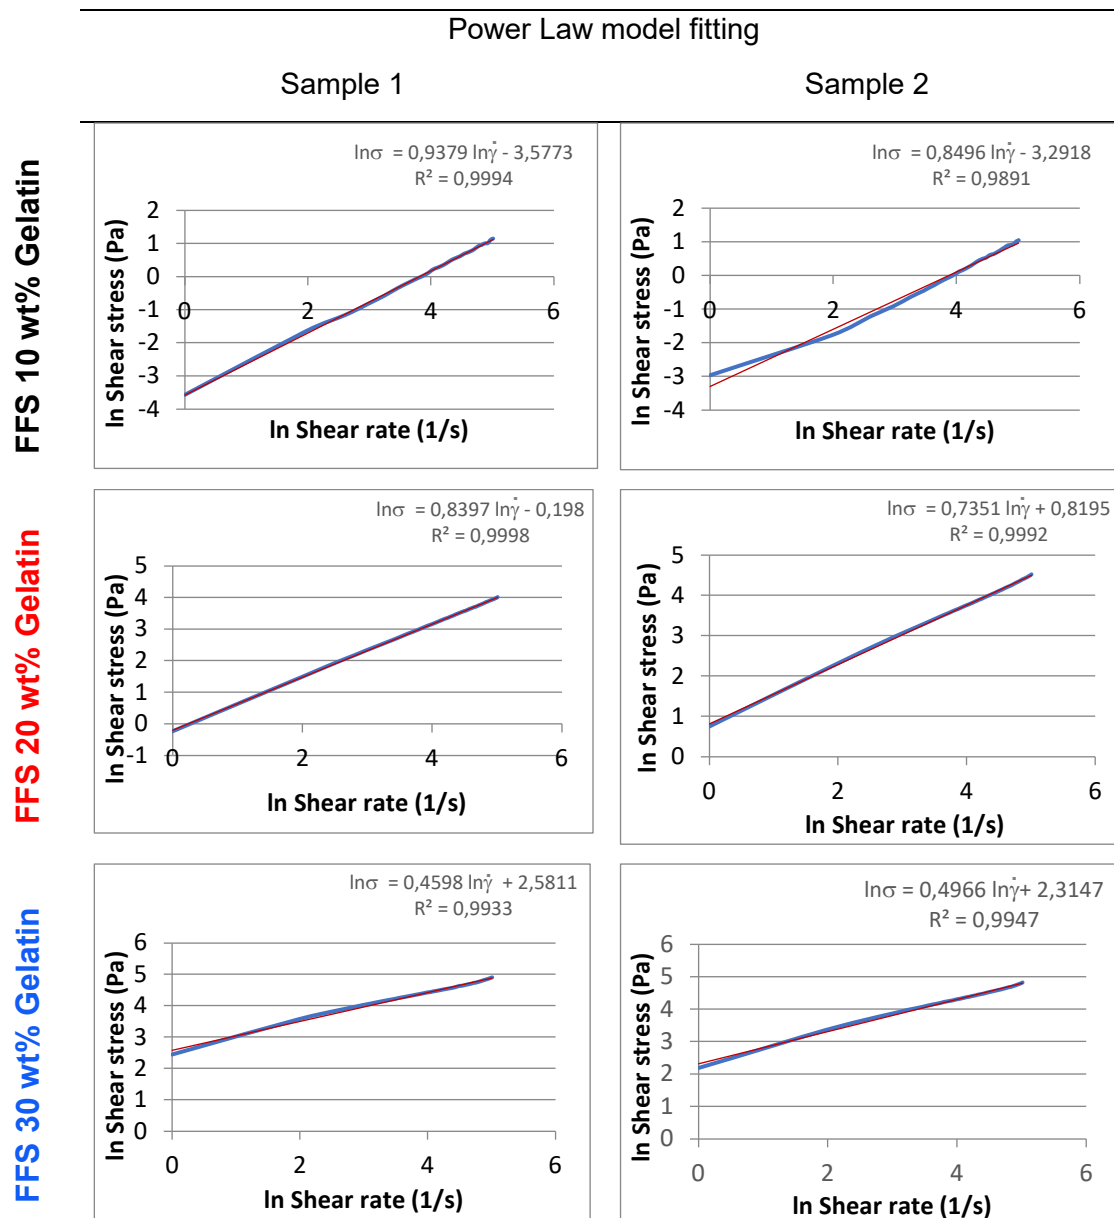 Power Law model fitting
Sample 1
Sample 2
FFS 10 wt% Gelatin
lnσ = 0,9379 lnγ̇ - 3,5773
R² = 0,9994
2
1
0
-1
-2
-3
-4
0
2
4
6
ln Shear stress (Pa)
ln Shear rate (1/s)
lnσ = 0,8496 lnγ̇ - 3,2918
R² = 0,9891
2
1
0
-1
-2
-3
-4
0
2
4
6
ln Shear stress (Pa)
ln Shear rate (1/s)
FFS 20 wt% Gelatin
lnσ = 0,8397 lnγ̇ - 0,198
R² = 0,9998
5
4
3
2
1
0
-1
0
2
4
6
ln Shear stress (Pa)
ln Shear rate (1/s)
lnσ = 0,7351 lnγ̇ + 0,8195
R² = 0,9992
5
4
3
2
1
0
0
2
4
6
ln Shear stress (Pa)
ln Shear rate (1/s)
FFS 30 wt% Gelatin
lnσ = 0,4598 lnγ̇ + 2,5811
R² = 0,9933
6
5
4
3
2
1
0
0
2
4
6
ln Shear stress (Pa)
ln Shear rate (1/s)
lnσ = 0,4966 lnγ̇+ 2,3147
R² = 0,9947
6
5
4
3
2
1
0
0
2
4
6
ln Shear stress (Pa)
ln Shear rate (1/s)